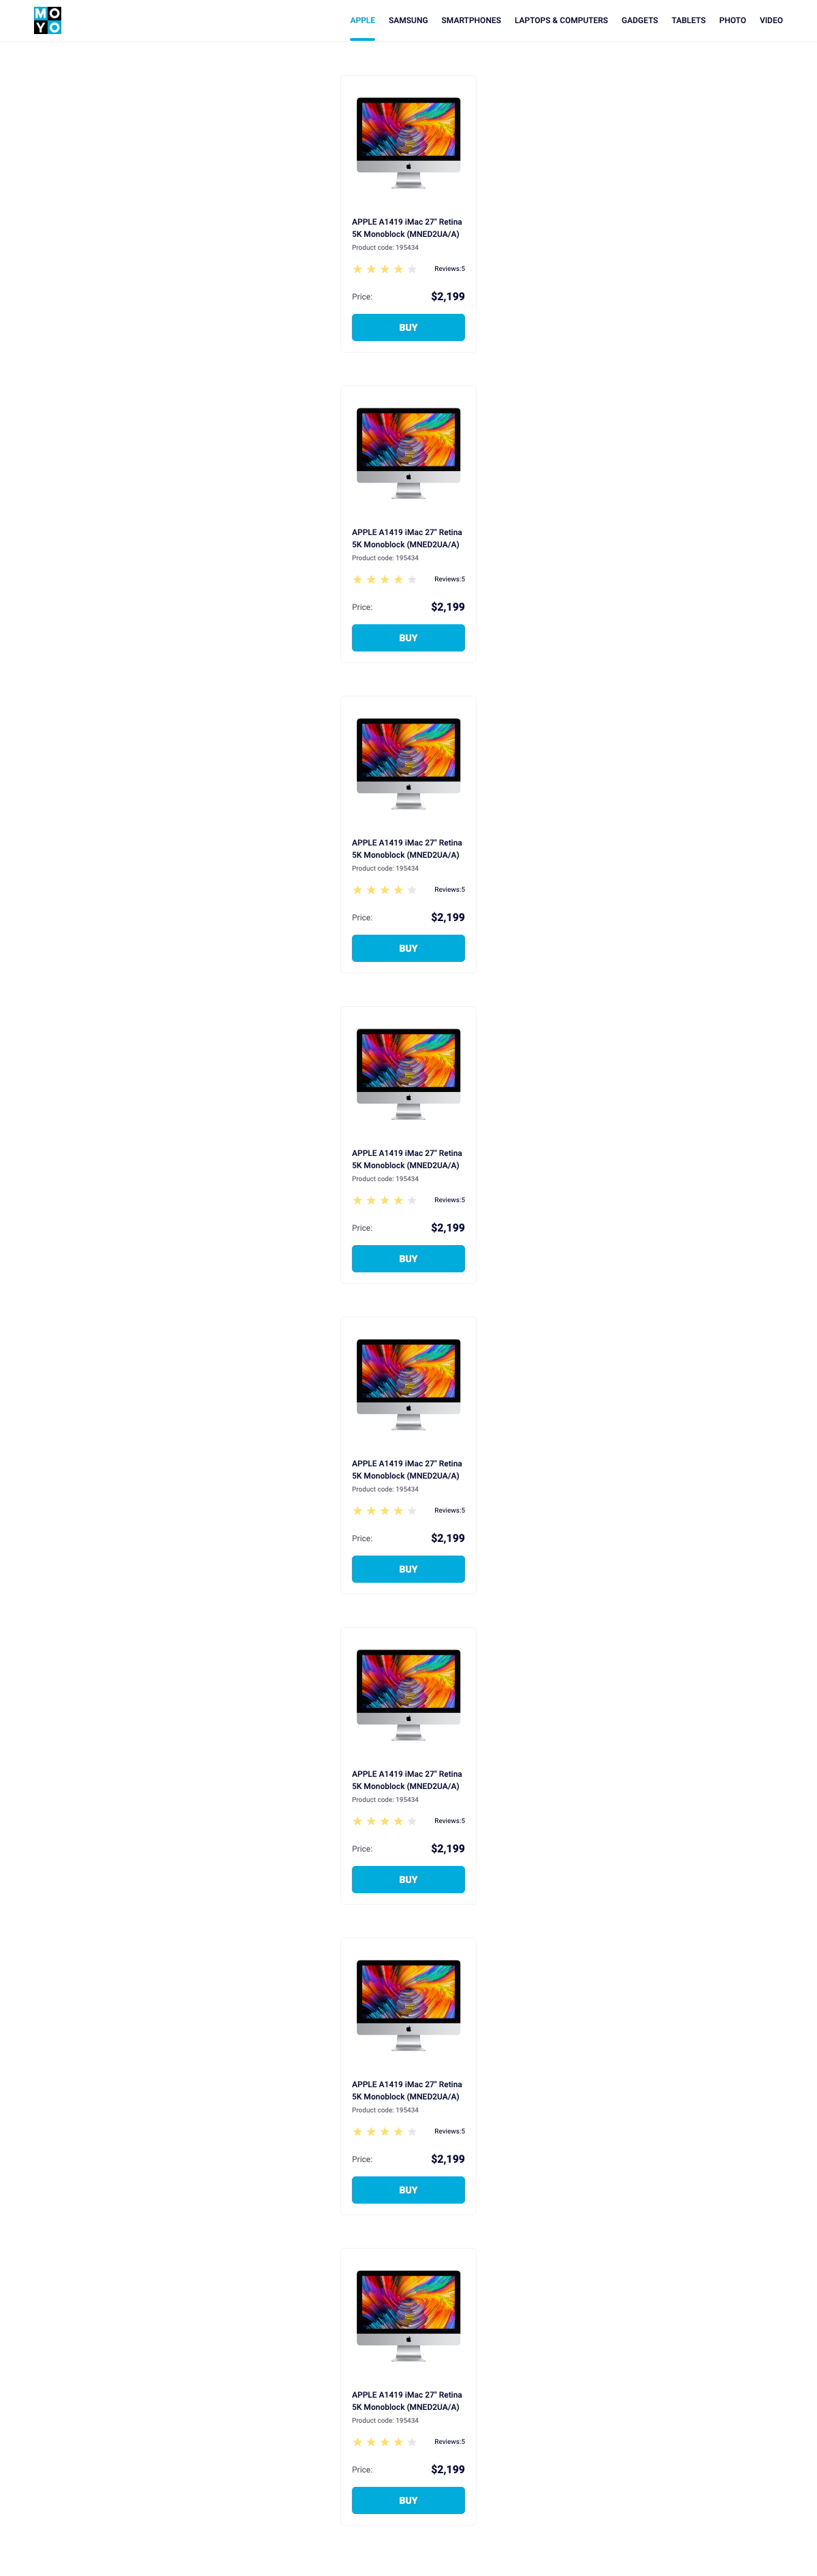 MO
YO
APPLE SAMSUNG SMARTPHONES LAPTOPS & COMPUTERS GADGETS TABLETS PHOTO VIDEO
APPLE A1419 iMac 27" Retina
5K Monoblock (MNED2UA/A)
Product code: 195434
Reviews:5
Price: $2,199
BUY
APPLE A1419 iMac 27" Retina
5K Monoblock (MNED2UA/A)
Product code: 195434
Reviews:5
Price: $2,199
BUY
APPLE A1419 iMac 27" Retina
5K Monoblock (MNED2UA/A)
Product code: 195434
Reviews:5
Price: $2,199
BUY
APPLE A1419 iMac 27" Retina
5K Monoblock (MNED2UA/A)
Product code: 195434
Reviews:5
Price: $2,199
BUY
APPLE A1419 iMac 27" Retina
5K Monoblock (MNED2UA/A)
Product code: 195434
Reviews:5
Price: $2,199
BUY
APPLE A1419 iMac 27" Retina
5K Monoblock (MNED2UA/A)
Product code: 195434
Reviews:5
Price: $2,199
BUY
APPLE A1419 iMac 27" Retina
5K Monoblock (MNED2UA/A)
Product code: 195434
Reviews:5
Price: $2,199
BUY
APPLE A1419 iMac 27" Retina
5K Monoblock (MNED2UA/A)
Product code: 195434
Reviews:5
Price: $2,199
BUY